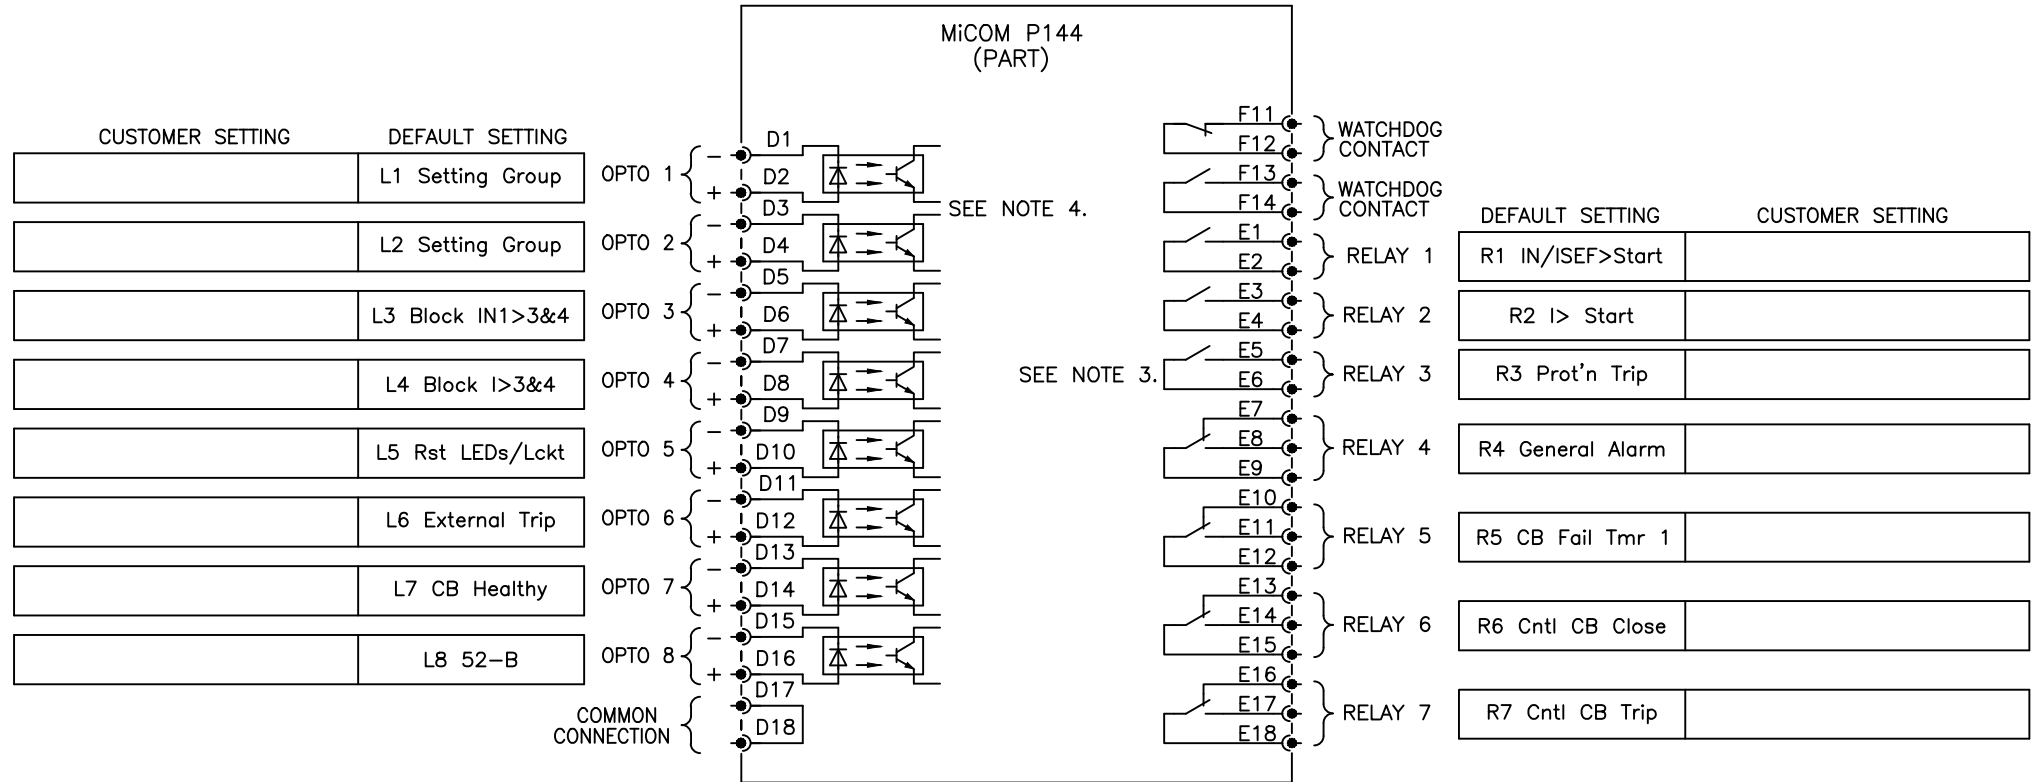 MiCOM P144
(PART)
CUSTOMER SETTING DEFAULT SETTING
L1 Setting Group OPTO 1 - D1
+ D2
L2 Setting Group OPTO 2 - D3
+ D4
L3 Block IN1>3&4 OPTO 3 - D5
+ D6
L4 Block I>3&4 OPTO 4 - D7
+ D8
L5 Rst LEDs/Lckt OPTO 5 - D9
+ D10
L6 External Trip OPTO 6 - D11
+ D12
L7 CB Healthy OPTO 7 - D13
+ D14
L8 52-B OPTO 8 - D15
+ D16
COMMON
CONNECTION
D17
D18
SEE NOTE 4.
SEE NOTE 3.
F11
F12
WATCHDOG
CONTACT
F13
F14
WATCHDOG
CONTACT
DEFAULT SETTING CUSTOMER SETTING
E1
E2
RELAY 1 R1 IN/ISEF>Start
E3
E4
RELAY 2 R2 I> Start
E5
E6
RELAY 3 R3 Prot'n Trip
E7
E8
E9
RELAY 4 R4 General Alarm
E10
E11
E12
RELAY 5 R5 CB Fail Tmr 1
E13
E14
E15
RELAY 6 R6 Cntl CB Close
E16
E17
E18
RELAY 7 R7 Cntl CB Trip